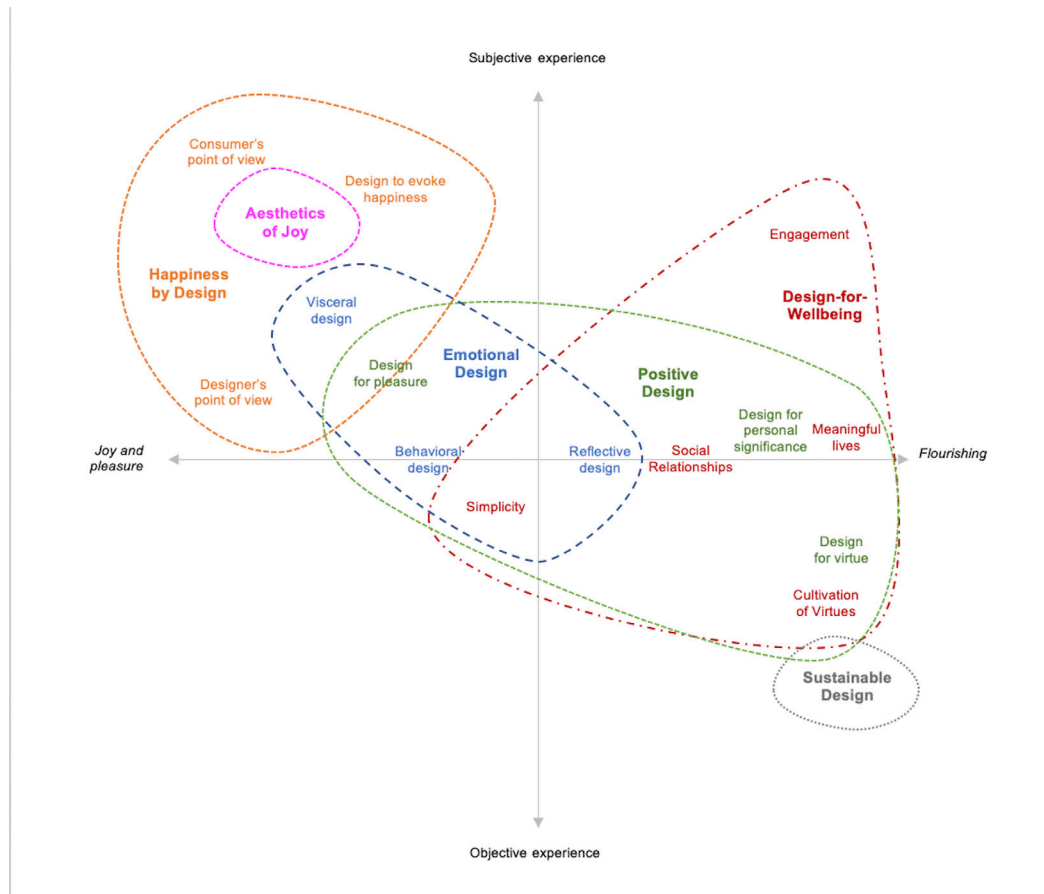 Subjective experience
Consumer's
point of view
Design to evoke
happiness
Aesthetics
of Joy
Engagement
Happiness
by Design
Visceral
design
Design-for-
Wellbeing
Emotional
Design
Design
for pleasure
Positive
Design
Designer's
point of view
Design for
personal
significance
Meaningful
lives
Joy and
pleasure
Behavioral
design
Reflective
design
Social
Relationships
Flourishing
Simplicity
Design
for virtue
Cultivation
of Virtues
Sustainable
Design
Objective experience